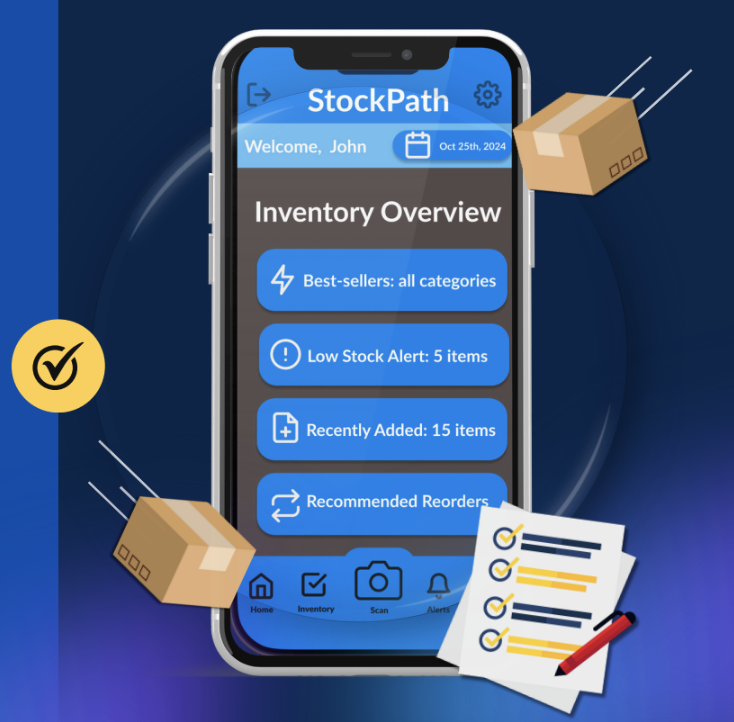 StockPath
Welcome, John
Oct 25th, 2024
Inventory Overview
Best-sellers: all categories
Low Stock Alert: 5 items
Recently Added: 15 items
Recommended Reorders
Home
Inventory
Scan
Alerts